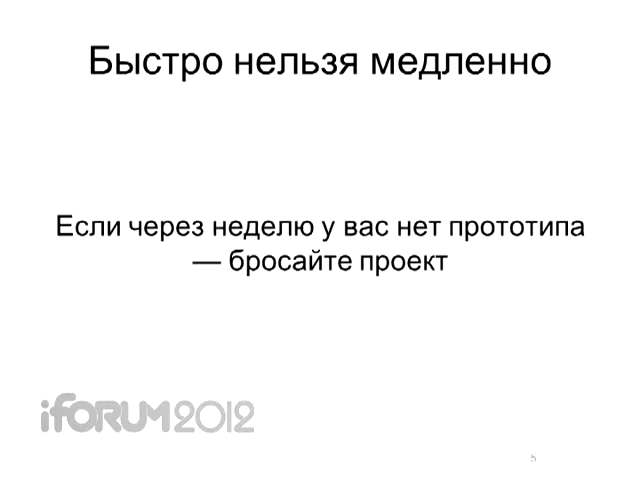 Быстро нельзя медленно
Если через неделю у вас нет прототипа
— бросайте проект
iFORUM2012
5